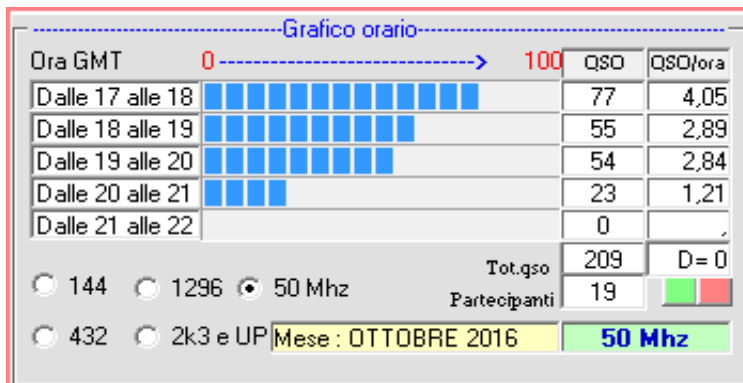 Grafico orario
Ora GMT 0 -----------------------------> 100 QSO QSO/ora
Dalle 17 alle 18 77 4,05
Dalle 18 alle 19 55 2,89
Dalle 19 alle 20 54 2,84
Dalle 20 alle 21 23 1,21
Dalle 21 alle 22 0 ,
Tot.qso 209 D= 0
144 1296 50 Mhz Partecipanti 19
432 2k3 e UP Mese : OTTOBRE 2016 50 Mhz